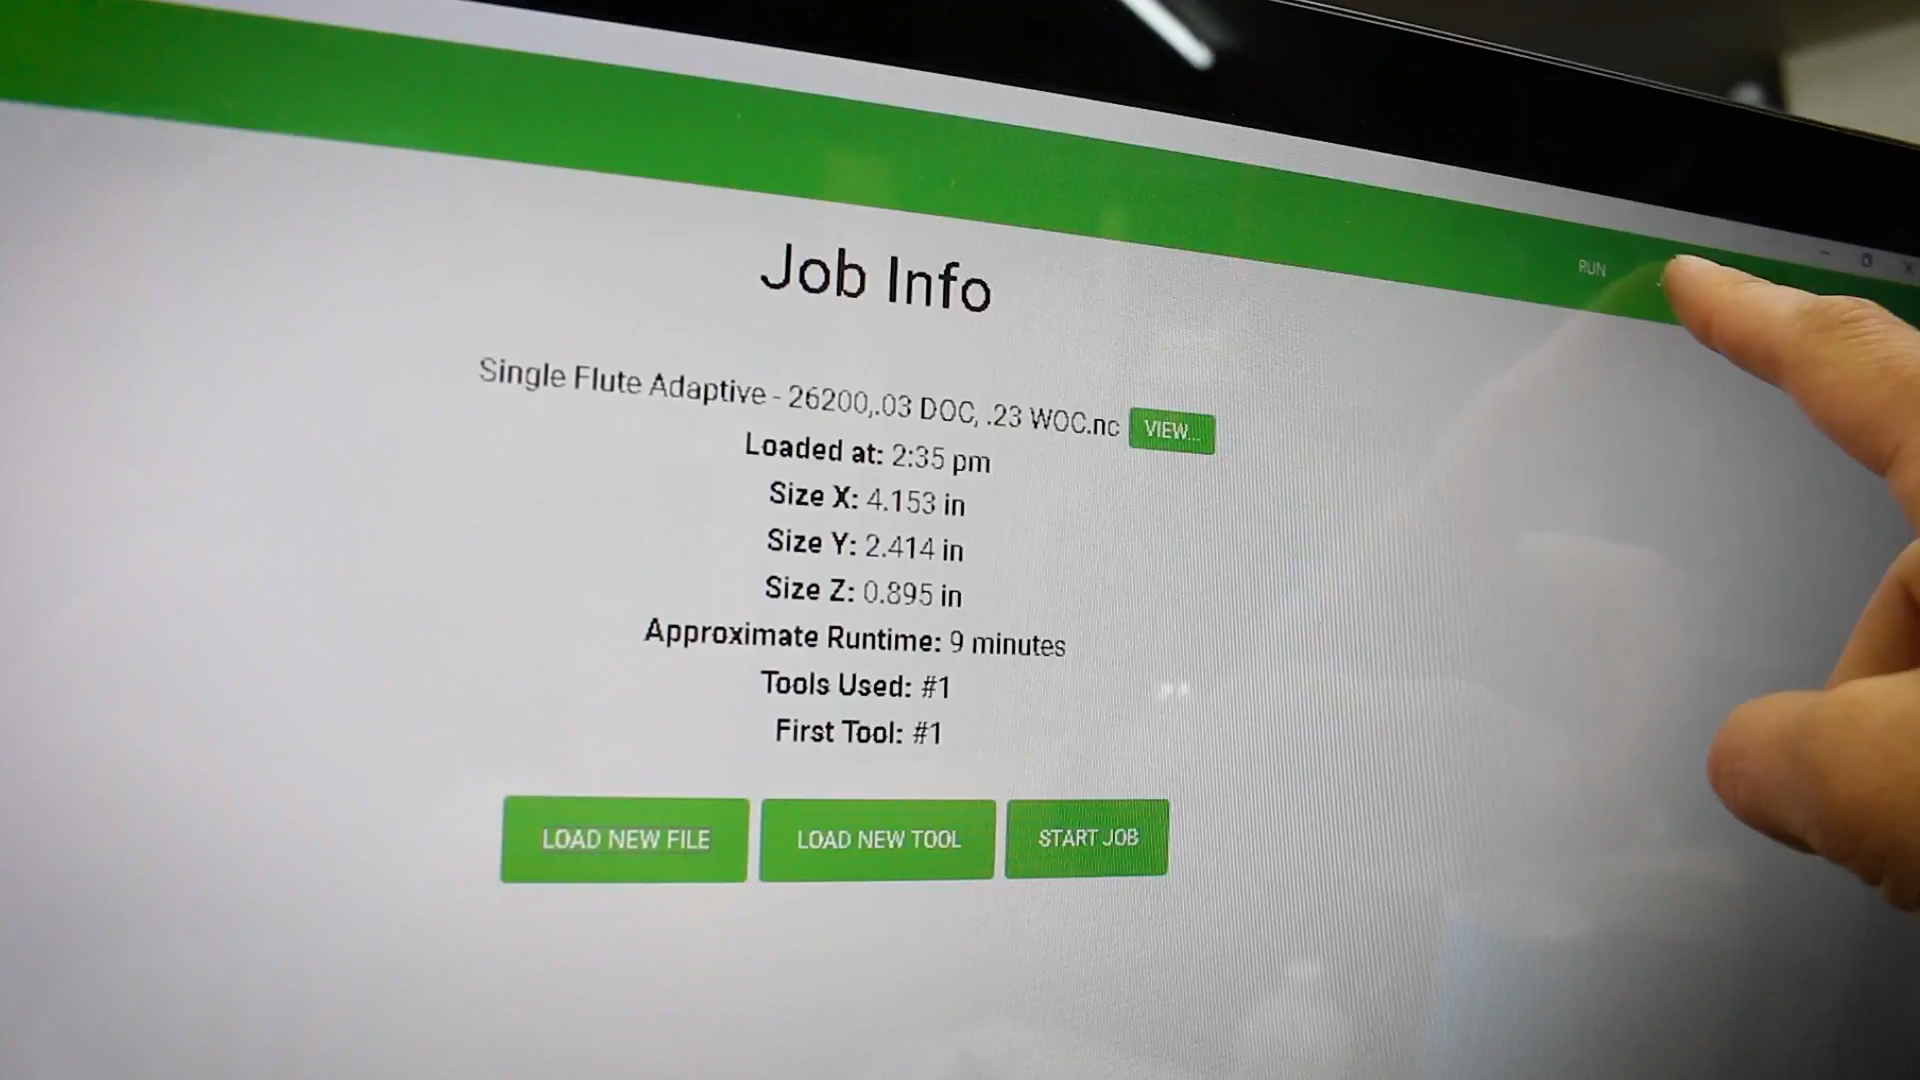 RUN
Job Info
Single Flute Adaptive - 26200,.03 DOC, .23 WOC.nc VIEW...
Loaded at: 2:35 pm
Size X: 4.153 in
Size Y: 2.414 in
Size Z: 0.895 in
Approximate Runtime: 9 minutes
Tools Used: #1
First Tool: #1
LOAD NEW FILE LOAD NEW TOOL START JOB